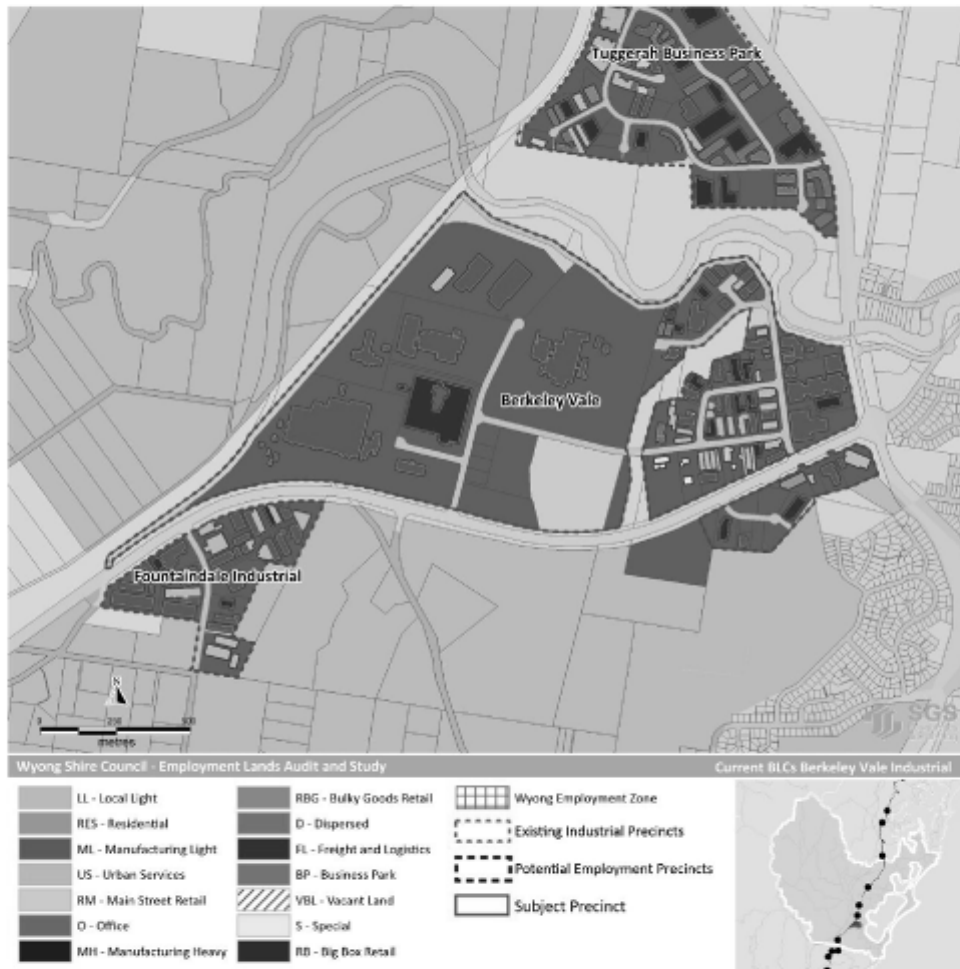 Tuggerah Business Park
Berkeley Vale
Fountaindale Industrial
N
0 250 500
metres
SGS
Wyong Shire Council - Employment Lands Audit and Study
Current BLCs Berkeley Vale Industrial
LL - Local Light
RES - Residential
ML - Manufacturing Light
US - Urban Services
RM - Main Street Retail
O - Office
MH - Manufacturing Heavy
RBG - Bulky Goods Retail
D - Dispersed
FL - Freight and Logistics
BP - Business Park
VBL - Vacant Land
S - Special
RB - Big Box Retail
Wyong Employment Zone
Existing Industrial Precincts
Potential Employment Precincts
Subject Precinct